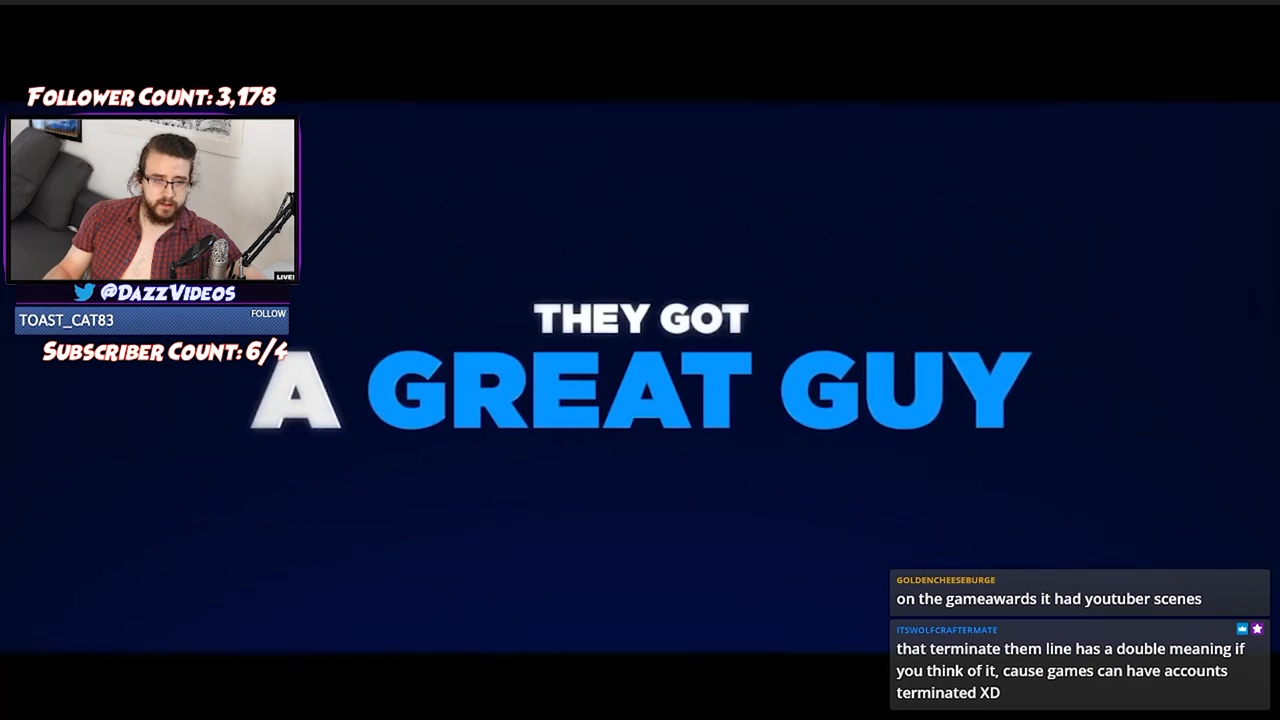 FOLLOWER COUNT: 3,178
LIVE!
@DAZZVIDEOS
TOAST_CAT83
FOLLOW
SUBSCRIBER COUNT: 6/4
THEY GOT
A GREAT GUY
GOLDENCHEESEBURGE
on the gameawards it had youtuber scenes
ITSWOLFCRAFTERMATE
that terminate them line has a double meaning if
you think of it, cause games can have accounts
terminated XD